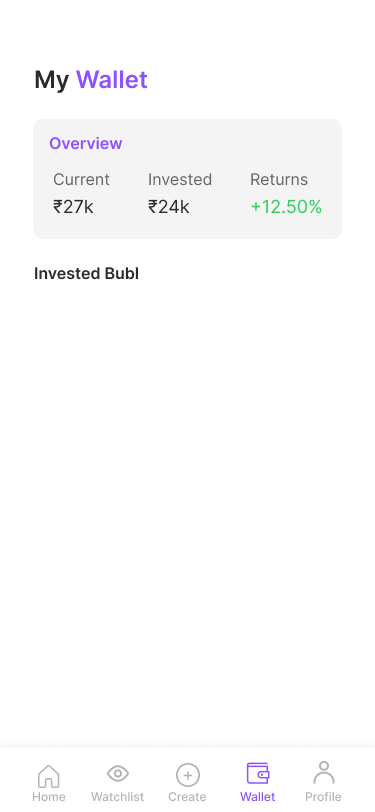 My Wallet
Overview
Current Invested Returns
₹27k ₹24k +12.50%
Invested Bubl
Home Watchlist Create Wallet Profile